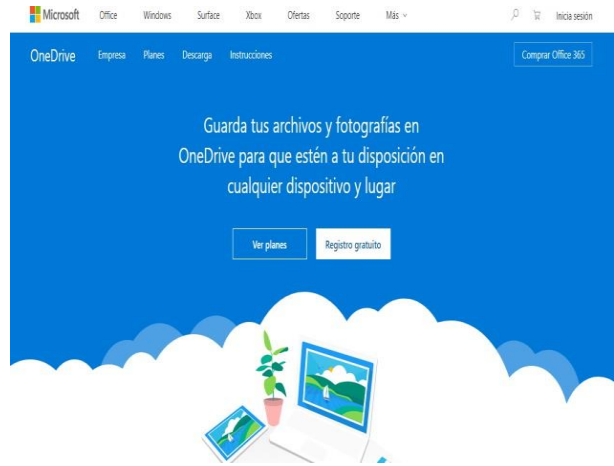 Microsoft Office Windows Surface Xbox Ofertas Soporte Más Inicia sesión
OneDrive Empresa Planes Descarga Instrucciones Comprar Office 365
Guarda tus archivos y fotografías en
OneDrive para que estén a tu disposición en
cualquier dispositivo y lugar
Ver planes Registro gratuito